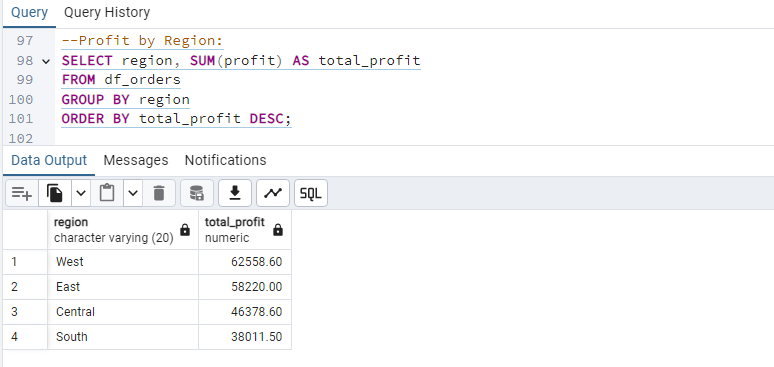 Query Query History
97 --Profit by Region:
98 SELECT region, SUM(profit) AS total_profit
99 FROM df_orders
100 GROUP BY region
101 ORDER BY total_profit DESC;
102
Data Output Messages Notifications
SQL
region total_profit
character varying (20) numeric
1 West 62558.60
2 East 58220.00
3 Central 46378.60
4 South 38011.50